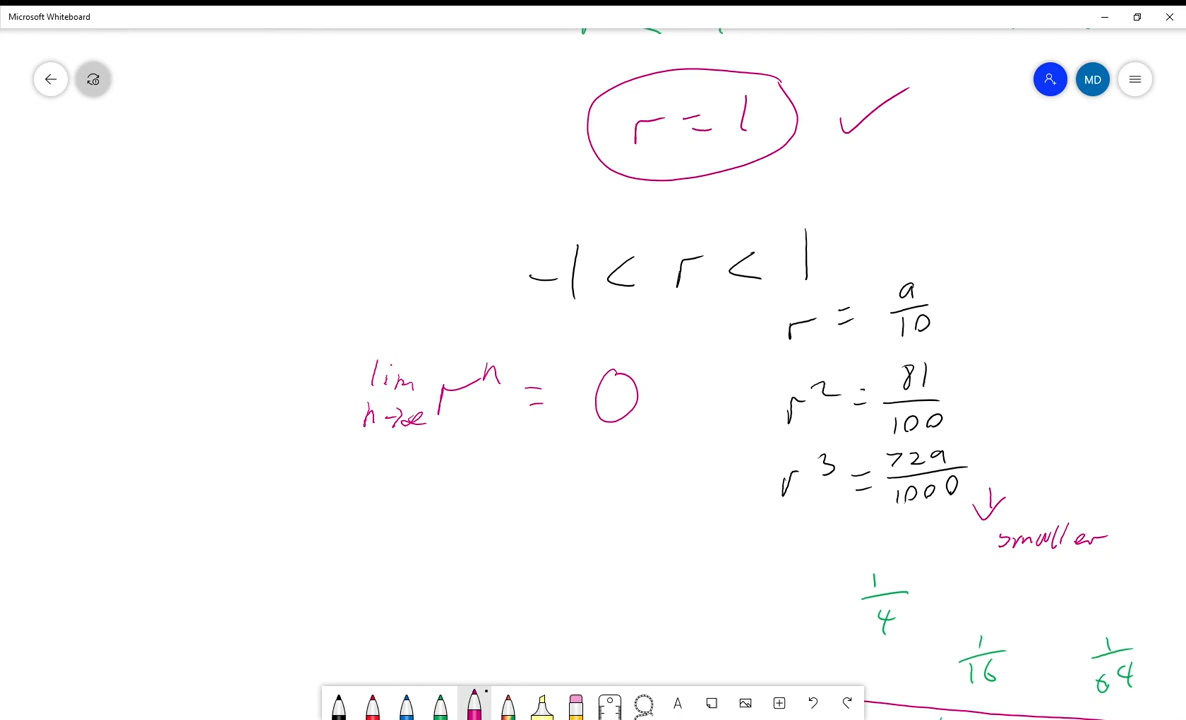 Microsoft Whiteboard
MD
r = 1 ✓
-1 < r < 1
r = 9/10
lim n→∞ r^n = 0
r^2 = 81/100
r^3 = 729/1000
↓ smaller
1/4
1/16
1/64
A